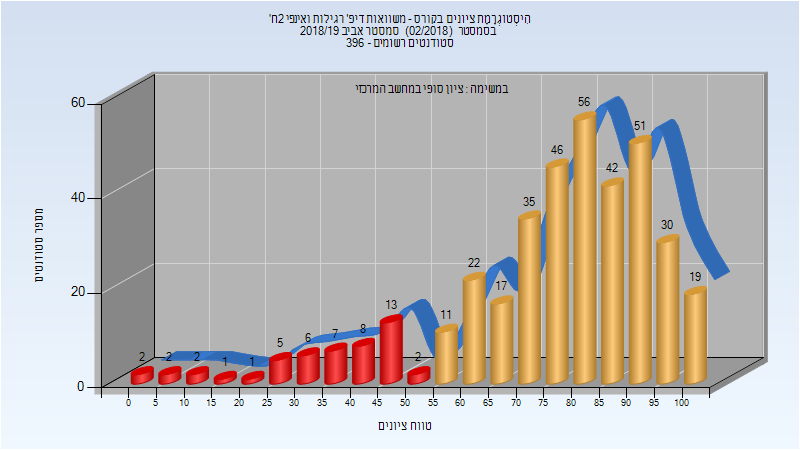 היסטוגרמת ציונים בקורס - משוואות דיפ' רגילות ואינפי 2ח'
בסמסטר (02/2018) סמסטר אביב 2018/19
סטודנטים רשומים - 396
במשימה : ציון סופי במחשב המרכזי
60
40
20
0
מספר סטודנטים
2 2 2 1 1 5 6 7 8 13 2 11 22 17 35 46 56 42 51 30 19
0 5 10 15 20 25 30 35 40 45 50 55 60 65 70 75 80 85 90 95 100
טווח ציונים